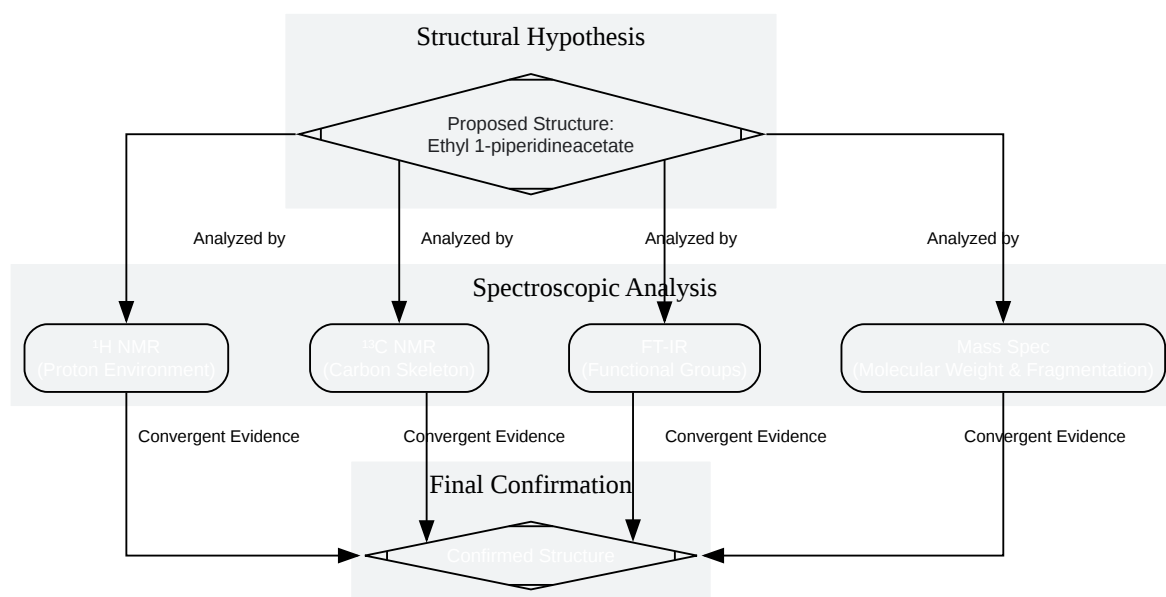 Structural Hypothesis
Proposed Structure:
Ethyl 1-piperidineacetate
Analyzed by
Analyzed by
Analyzed by
Analyzed by
Spectroscopic Analysis
¹H NMR
(Proton Environment)
¹³C NMR
(Carbon Skeleton)
FT-IR
(Functional Groups)
Mass Spec
(Molecular Weight & Fragmentation)
Convergent Evidence
Convergent Evidence
Convergent Evidence
Convergent Evidence
Final Confirmation
Confirmed Structure